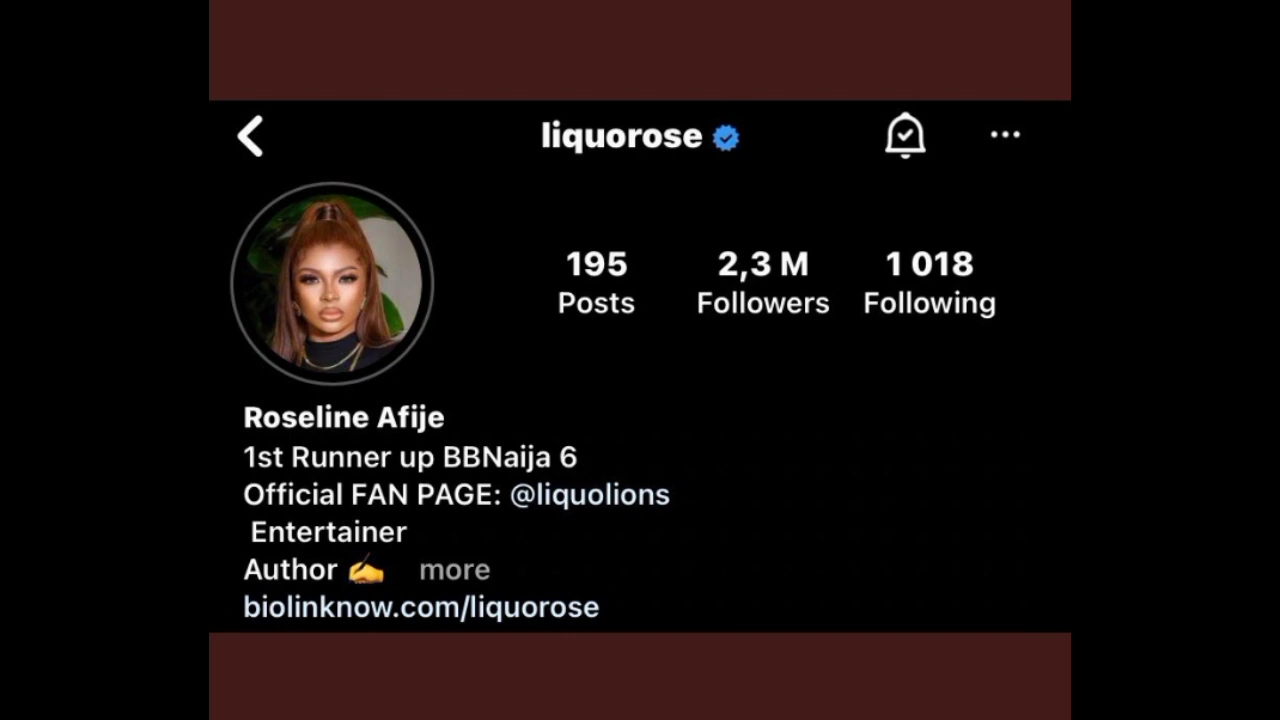 liquorose
195 2,3 M 1 018
Posts Followers Following
Roseline Afije
1st Runner up BBNaija 6
Official FAN PAGE: @liquolions
Entertainer
Author ✍️ more
biolinknow.com/liquorose